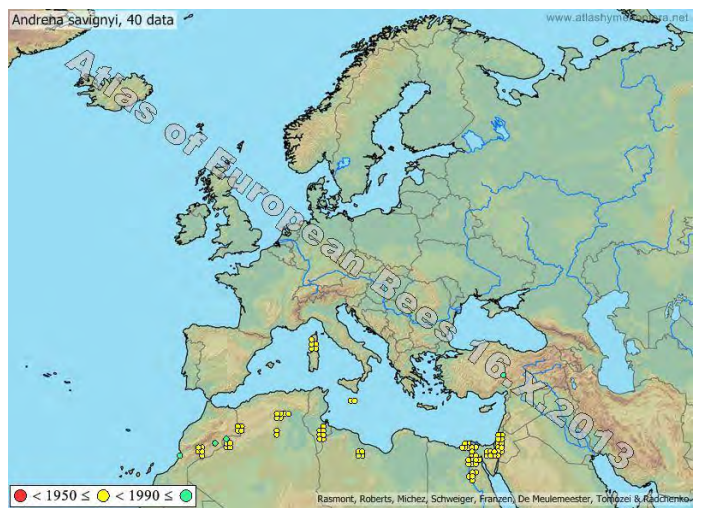 Andrena savignyi, 40 data
www.atlashymenoptera.net
Atlas of European Bees 16.X.2013
< 1950 ≤ < 1990 ≤
Rasmont, Roberts, Michez, Schweiger, Franzen, De Meulemeester, Tomozei & Radchenko